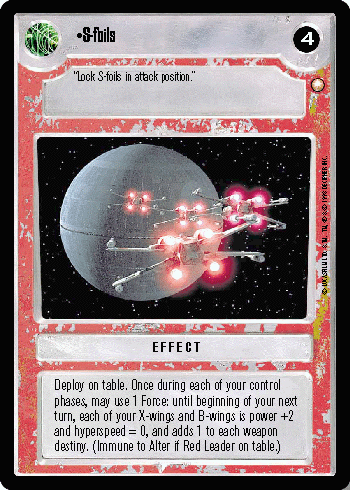 •S-foils
4
"Lock S-foils in attack position."
EFFECT
Deploy on table. Once during each of your control
phases, may use 1 Force: until beginning of your next
turn, each of your X-wings and B-wings is power +2
and hyperspeed = 0, and adds 1 to each weapon
destiny. (Immune to Alter if Red Leader on table.)